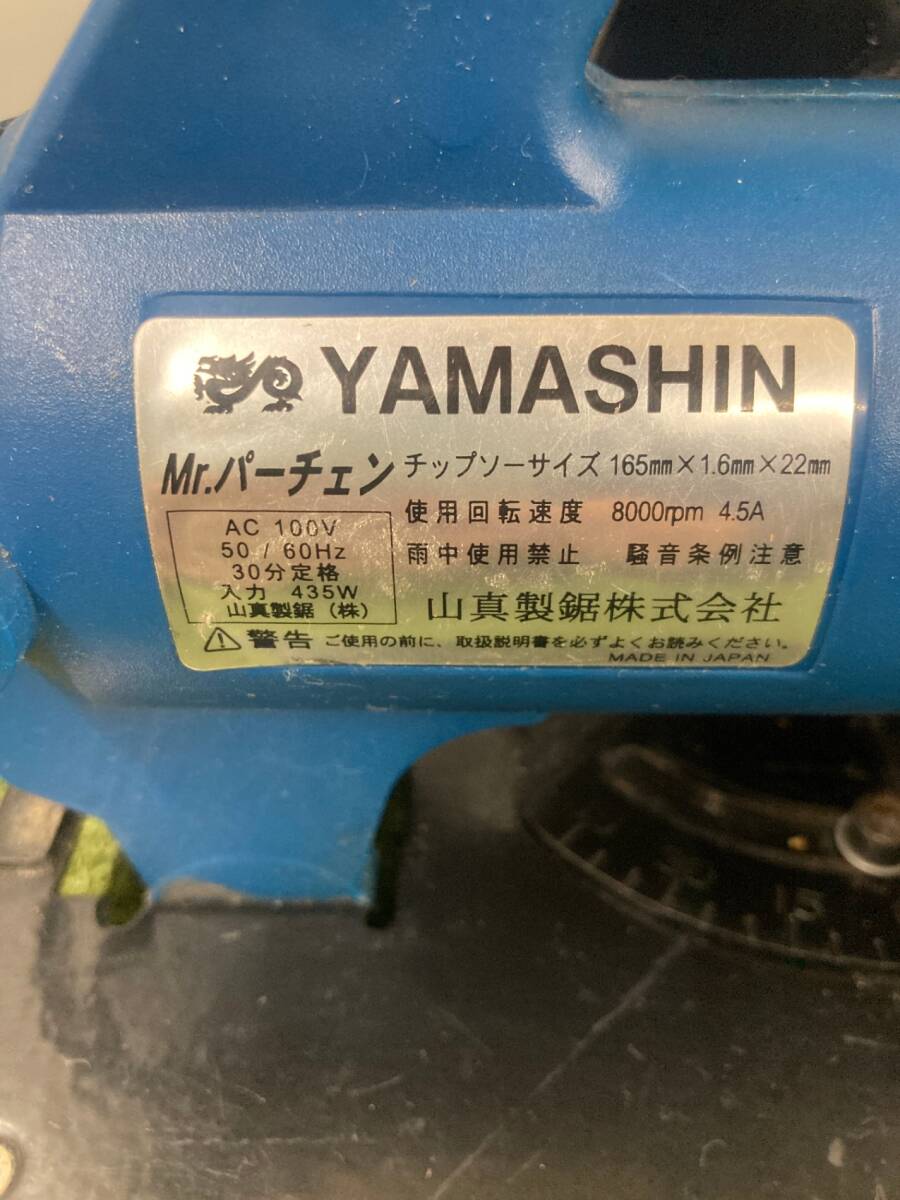 YAMASHIN
Mr.パーチェン
チップソーサイズ 165mm×1.6mm×22mm
使用回転速度 8000rpm 4.5A
雨中使用禁止 騒音条例注意
AC 100V
50 / 60Hz
30分定格
入力 435W
山真製鋸（株）
山真製鋸株式会社
警告 ご使用の前に、取扱説明書を必ずよくお読みください。
MADE IN JAPAN
15